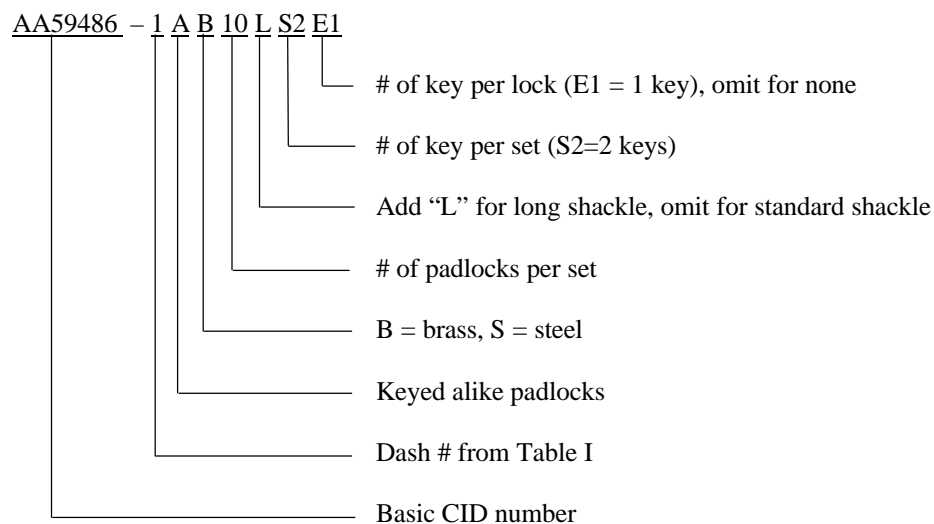 AA59486 – 1 A B 10 L S2 E1
# of key per lock (E1 = 1 key), omit for none
# of key per set (S2=2 keys)
Add “L” for long shackle, omit for standard shackle
# of padlocks per set
B = brass, S = steel
Keyed alike padlocks
Dash # from Table I
Basic CID number